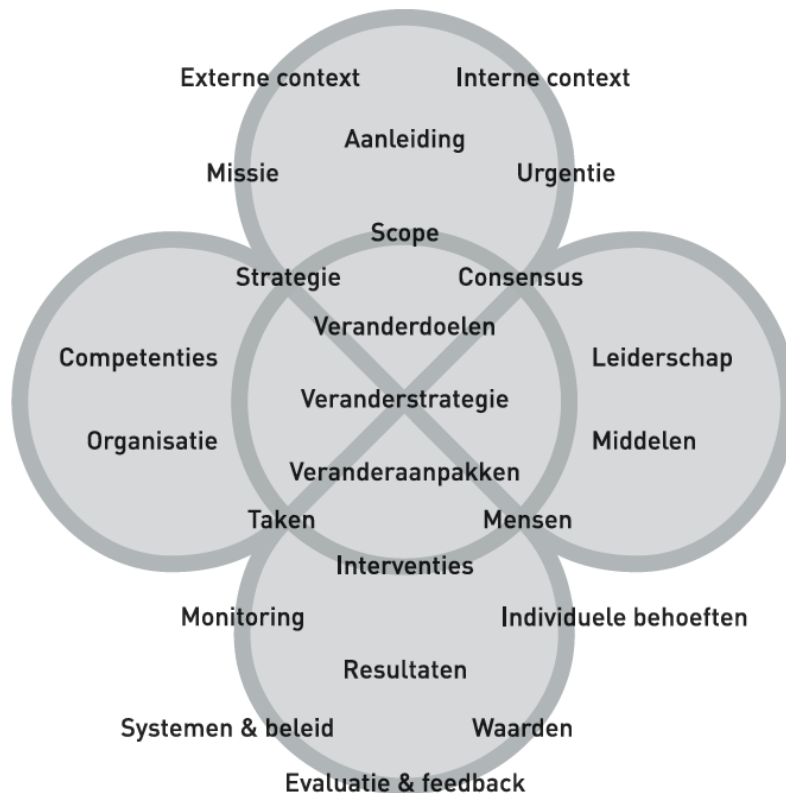 Externe context
Interne context
Aanleiding
Missie
Urgentie
Scope
Strategie
Consensus
Veranderdoelen
Competenties
Leiderschap
Veranderstrategie
Organisatie
Middelen
Veranderaanpakken
Taken
Mensen
Interventies
Monitoring
Individuele behoeften
Resultaten
Systemen & beleid
Waarden
Evaluatie & feedback